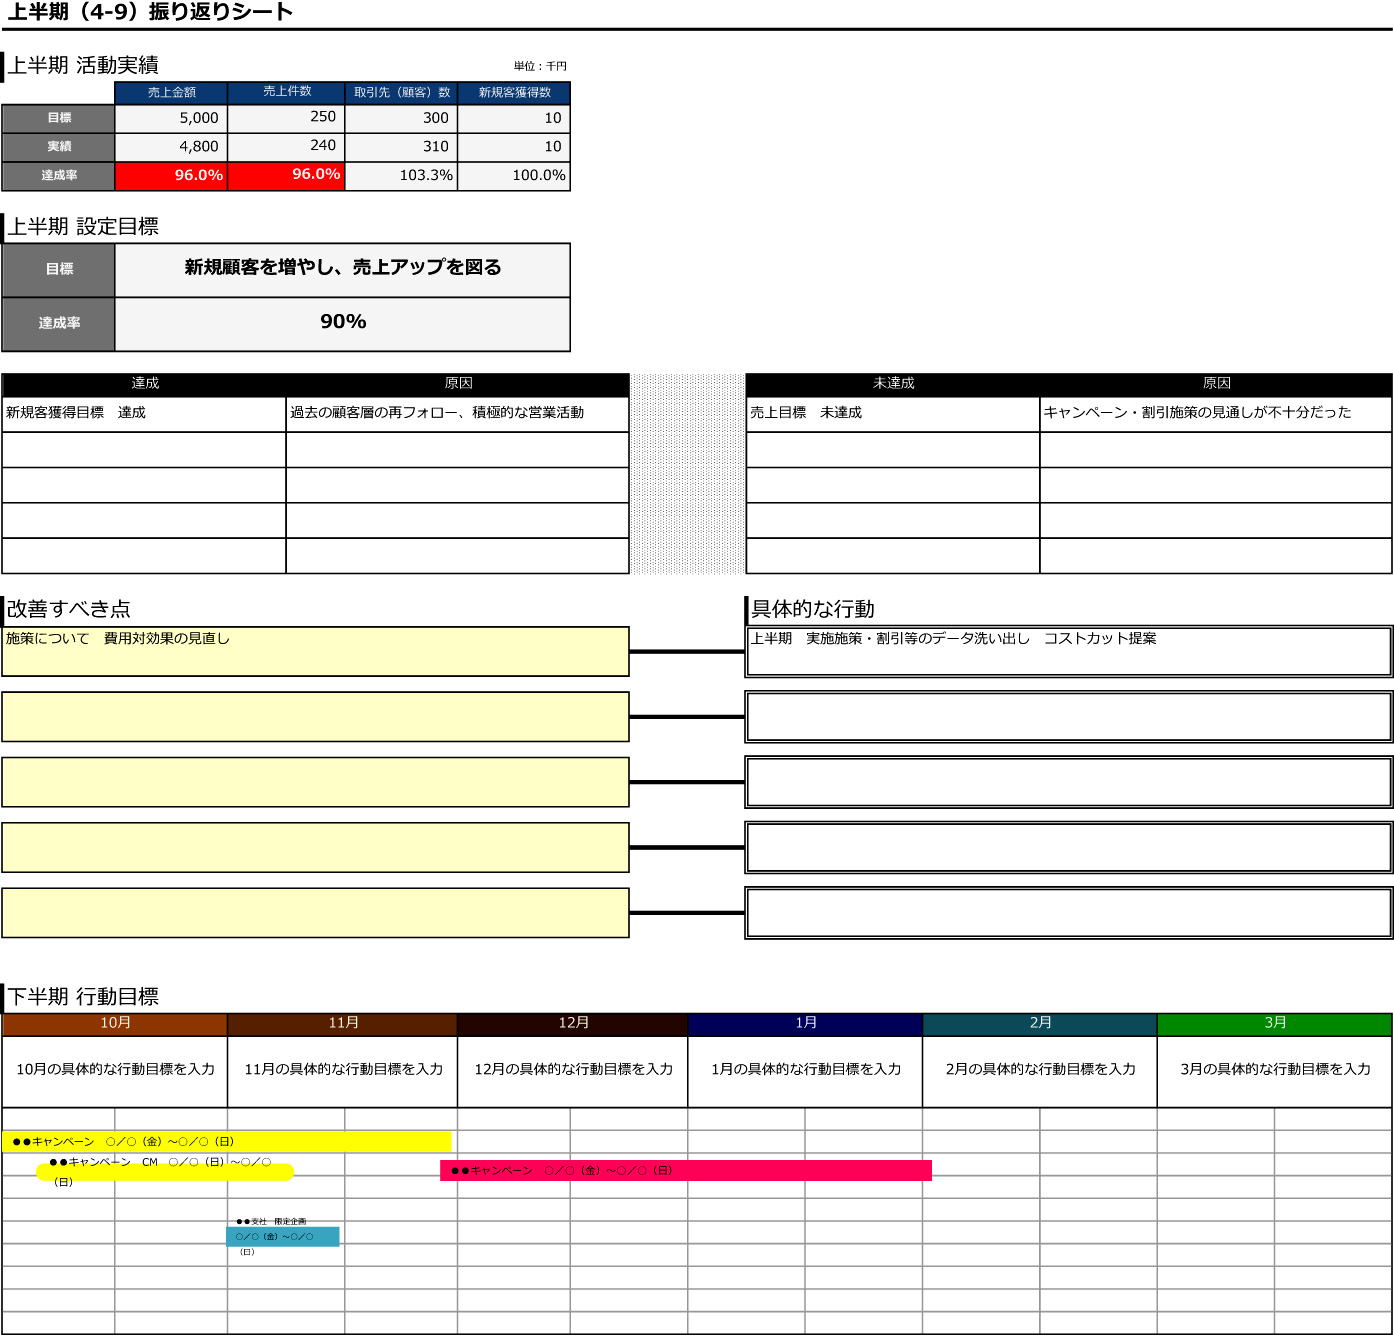 上半期（4-9）振り返りシート
上半期 活動実績
単位：千円
売上金額 売上件数 取引先（顧客）数 新規客獲得数
目標 5,000 250 300 10
実績 4,800 240 310 10
達成率 96.0% 96.0% 103.3% 100.0%
上半期 設定目標
目標 新規顧客を増やし、売上アップを図る
達成率 90%
達成 原因 未達成 原因
新規客獲得目標　達成 過去の顧客層の再フォロー、積極的な営業活動 売上目標　未達成 キャンペーン・割引施策の見通しが不十分だった
改善すべき点 具体的な行動
施策について　費用対効果の見直し 上半期　実施施策・割引等のデータ洗い出し　コストカット提案
下半期 行動目標
10月 11月 12月 1月 2月 3月
10月の具体的な行動目標を入力 11月の具体的な行動目標を入力 12月の具体的な行動目標を入力 1月の具体的な行動目標を入力 2月の具体的な行動目標を入力 3月の具体的な行動目標を入力
●●キャンペーン　○／○（金）～○／○（日）
●●キャンペーン　CM　○／○（日）～○／○
（日）
●●キャンペーン　○／○（金）～○／○（日）
●●支社　限定企画
○／○（金）～○／○
（日）